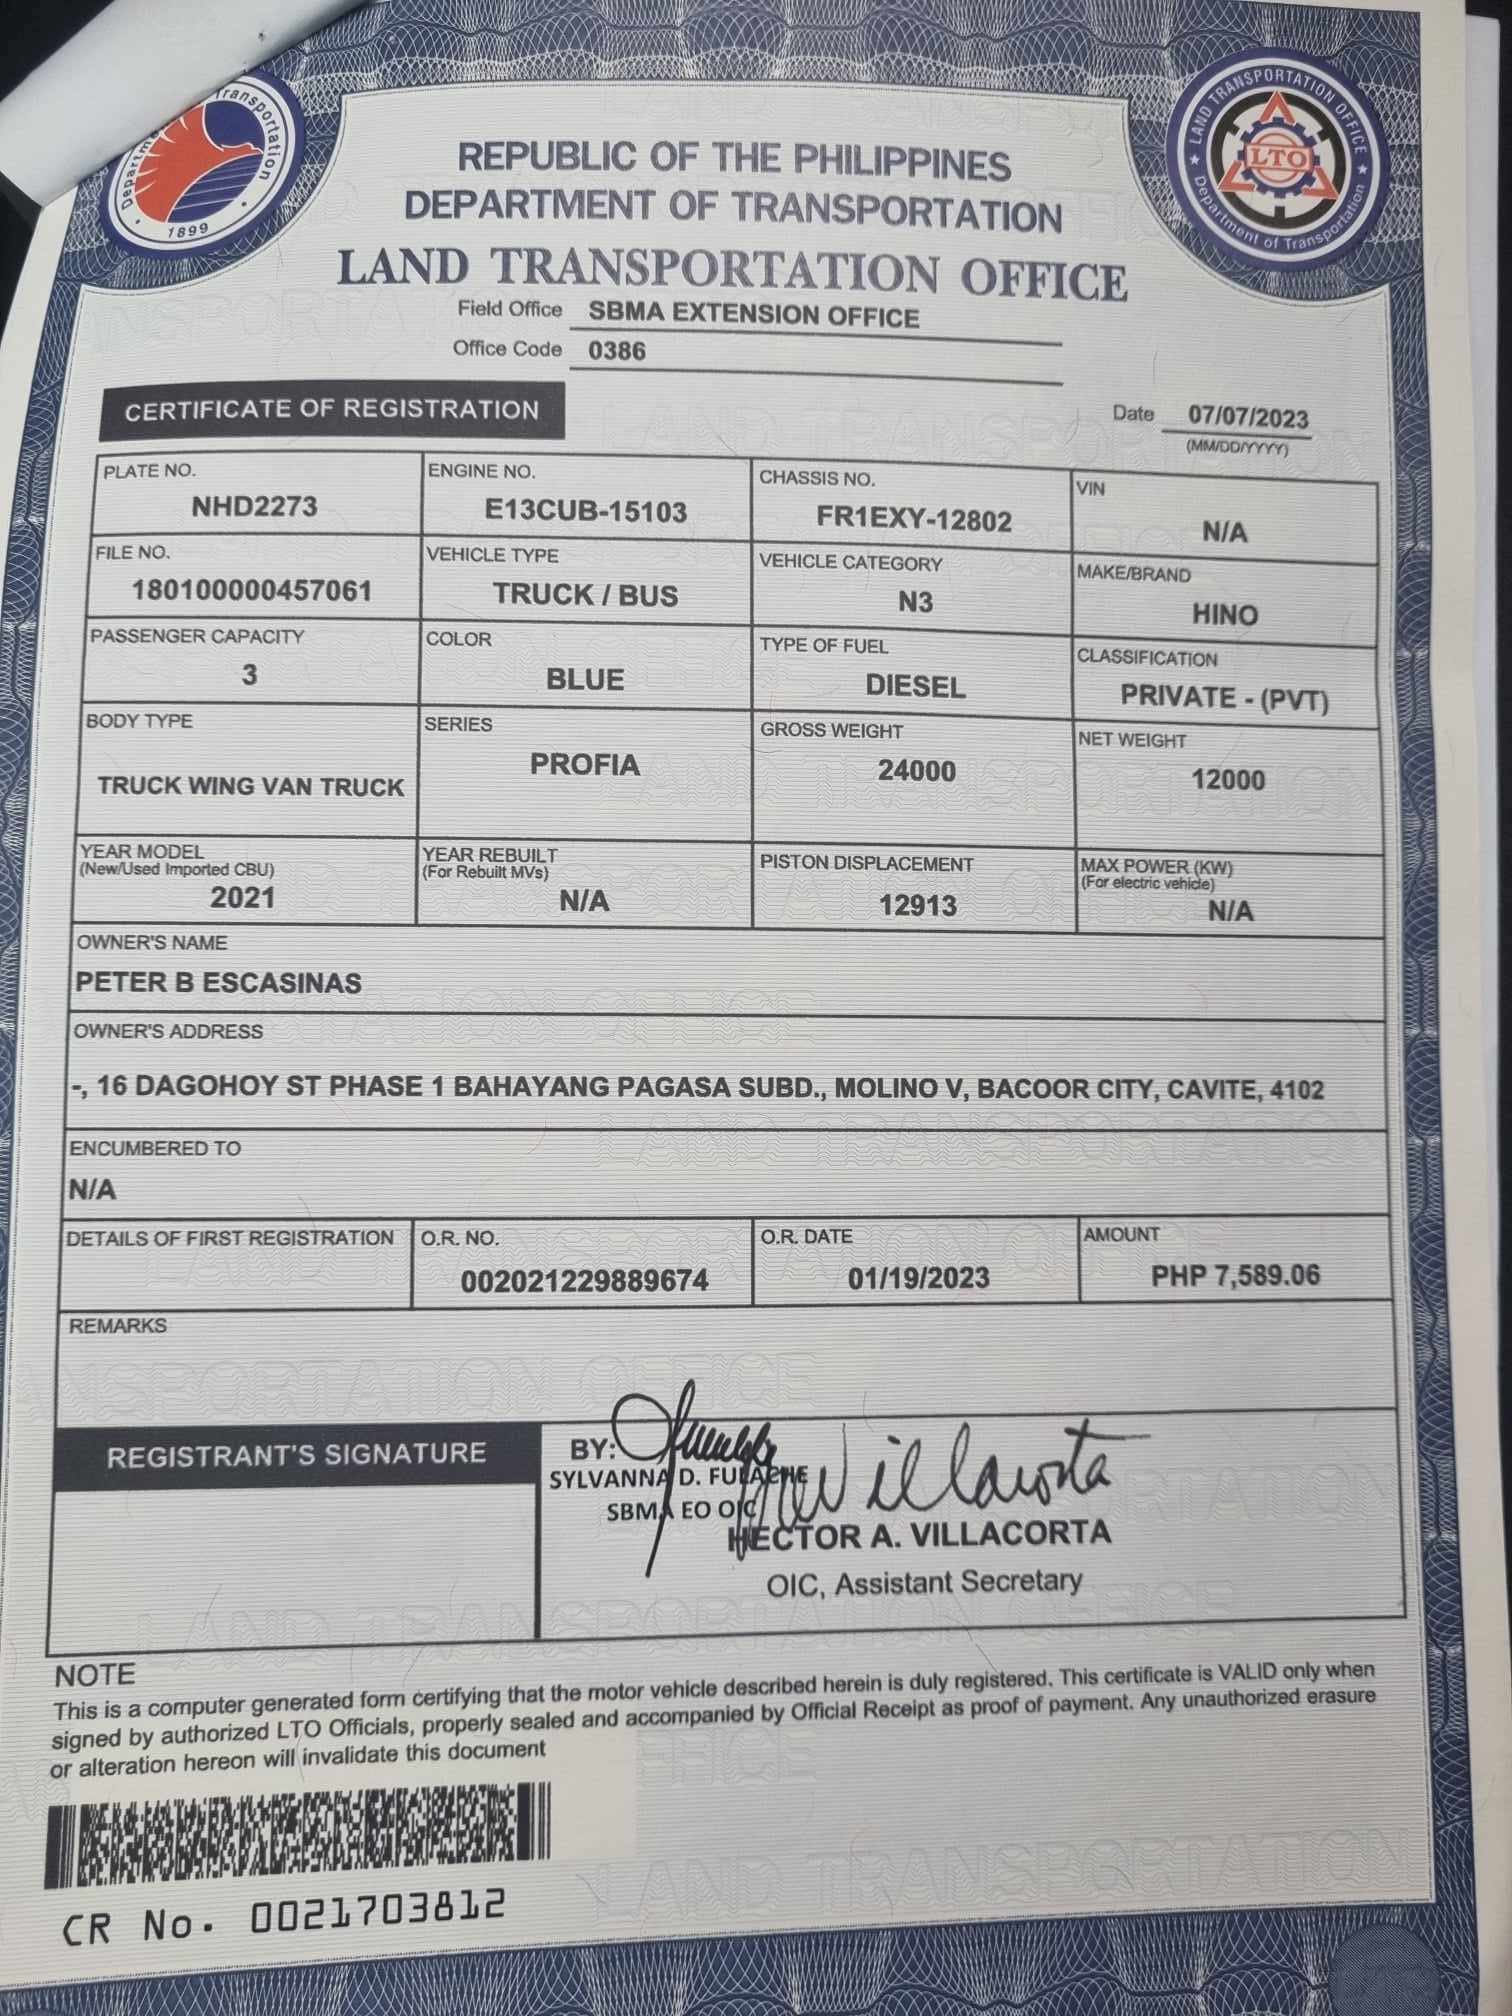 Department of Transportation
1899
LAND TRANSPORTATION OFFICE
LTO
Department of Transportation
REPUBLIC OF THE PHILIPPINES
DEPARTMENT OF TRANSPORTATION
LAND TRANSPORTATION OFFICE
Field Office SBMA EXTENSION OFFICE
Office Code 0386
CERTIFICATE OF REGISTRATION
Date 07/07/2023
(MM/DD/YYYY)
PLATE NO. ENGINE NO. CHASSIS NO. VIN
NHD2273 E13CUB-15103 FR1EXY-12802 N/A
FILE NO. VEHICLE TYPE VEHICLE CATEGORY MAKE/BRAND
180100000457061 TRUCK / BUS N3 HINO
PASSENGER CAPACITY COLOR TYPE OF FUEL CLASSIFICATION
3 BLUE DIESEL PRIVATE - (PVT)
BODY TYPE SERIES GROSS WEIGHT NET WEIGHT
TRUCK WING VAN TRUCK PROFIA 24000 12000
YEAR MODEL YEAR REBUILT PISTON DISPLACEMENT MAX POWER (KW)
(New/Used Imported CBU) (For Rebuilt MVs) (For electric vehicle)
2021 N/A 12913 N/A
OWNER'S NAME
PETER B ESCASINAS
OWNER'S ADDRESS
-, 16 DAGOHOY ST PHASE 1 BAHAYANG PAGASA SUBD., MOLINO V, BACOOR CITY, CAVITE, 4102
ENCUMBERED TO
N/A
DETAILS OF FIRST REGISTRATION O.R. NO. O.R. DATE AMOUNT
002021229889674 01/19/2023 PHP 7,589.06
REMARKS
REGISTRANT'S SIGNATURE
BY:
SYLVANNA D. FULACHE
SBMA EO OIC
Villacorta
HECTOR A. VILLACORTA
OIC, Assistant Secretary
NOTE
This is a computer generated form certifying that the motor vehicle described herein is duly registered. This certificate is VALID only when
signed by authorized LTO Officials, properly sealed and accompanied by Official Receipt as proof of payment. Any unauthorized erasure
or alteration hereon will invalidate this document
CR No. 0021703812